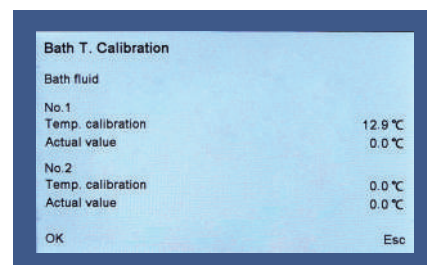 Bath T. Calibration
Bath fluid
No.1
Temp. calibration 12.9 ℃
Actual value 0.0 ℃
No.2
Temp. calibration 0.0 ℃
Actual value 0.0 ℃
OK Esc